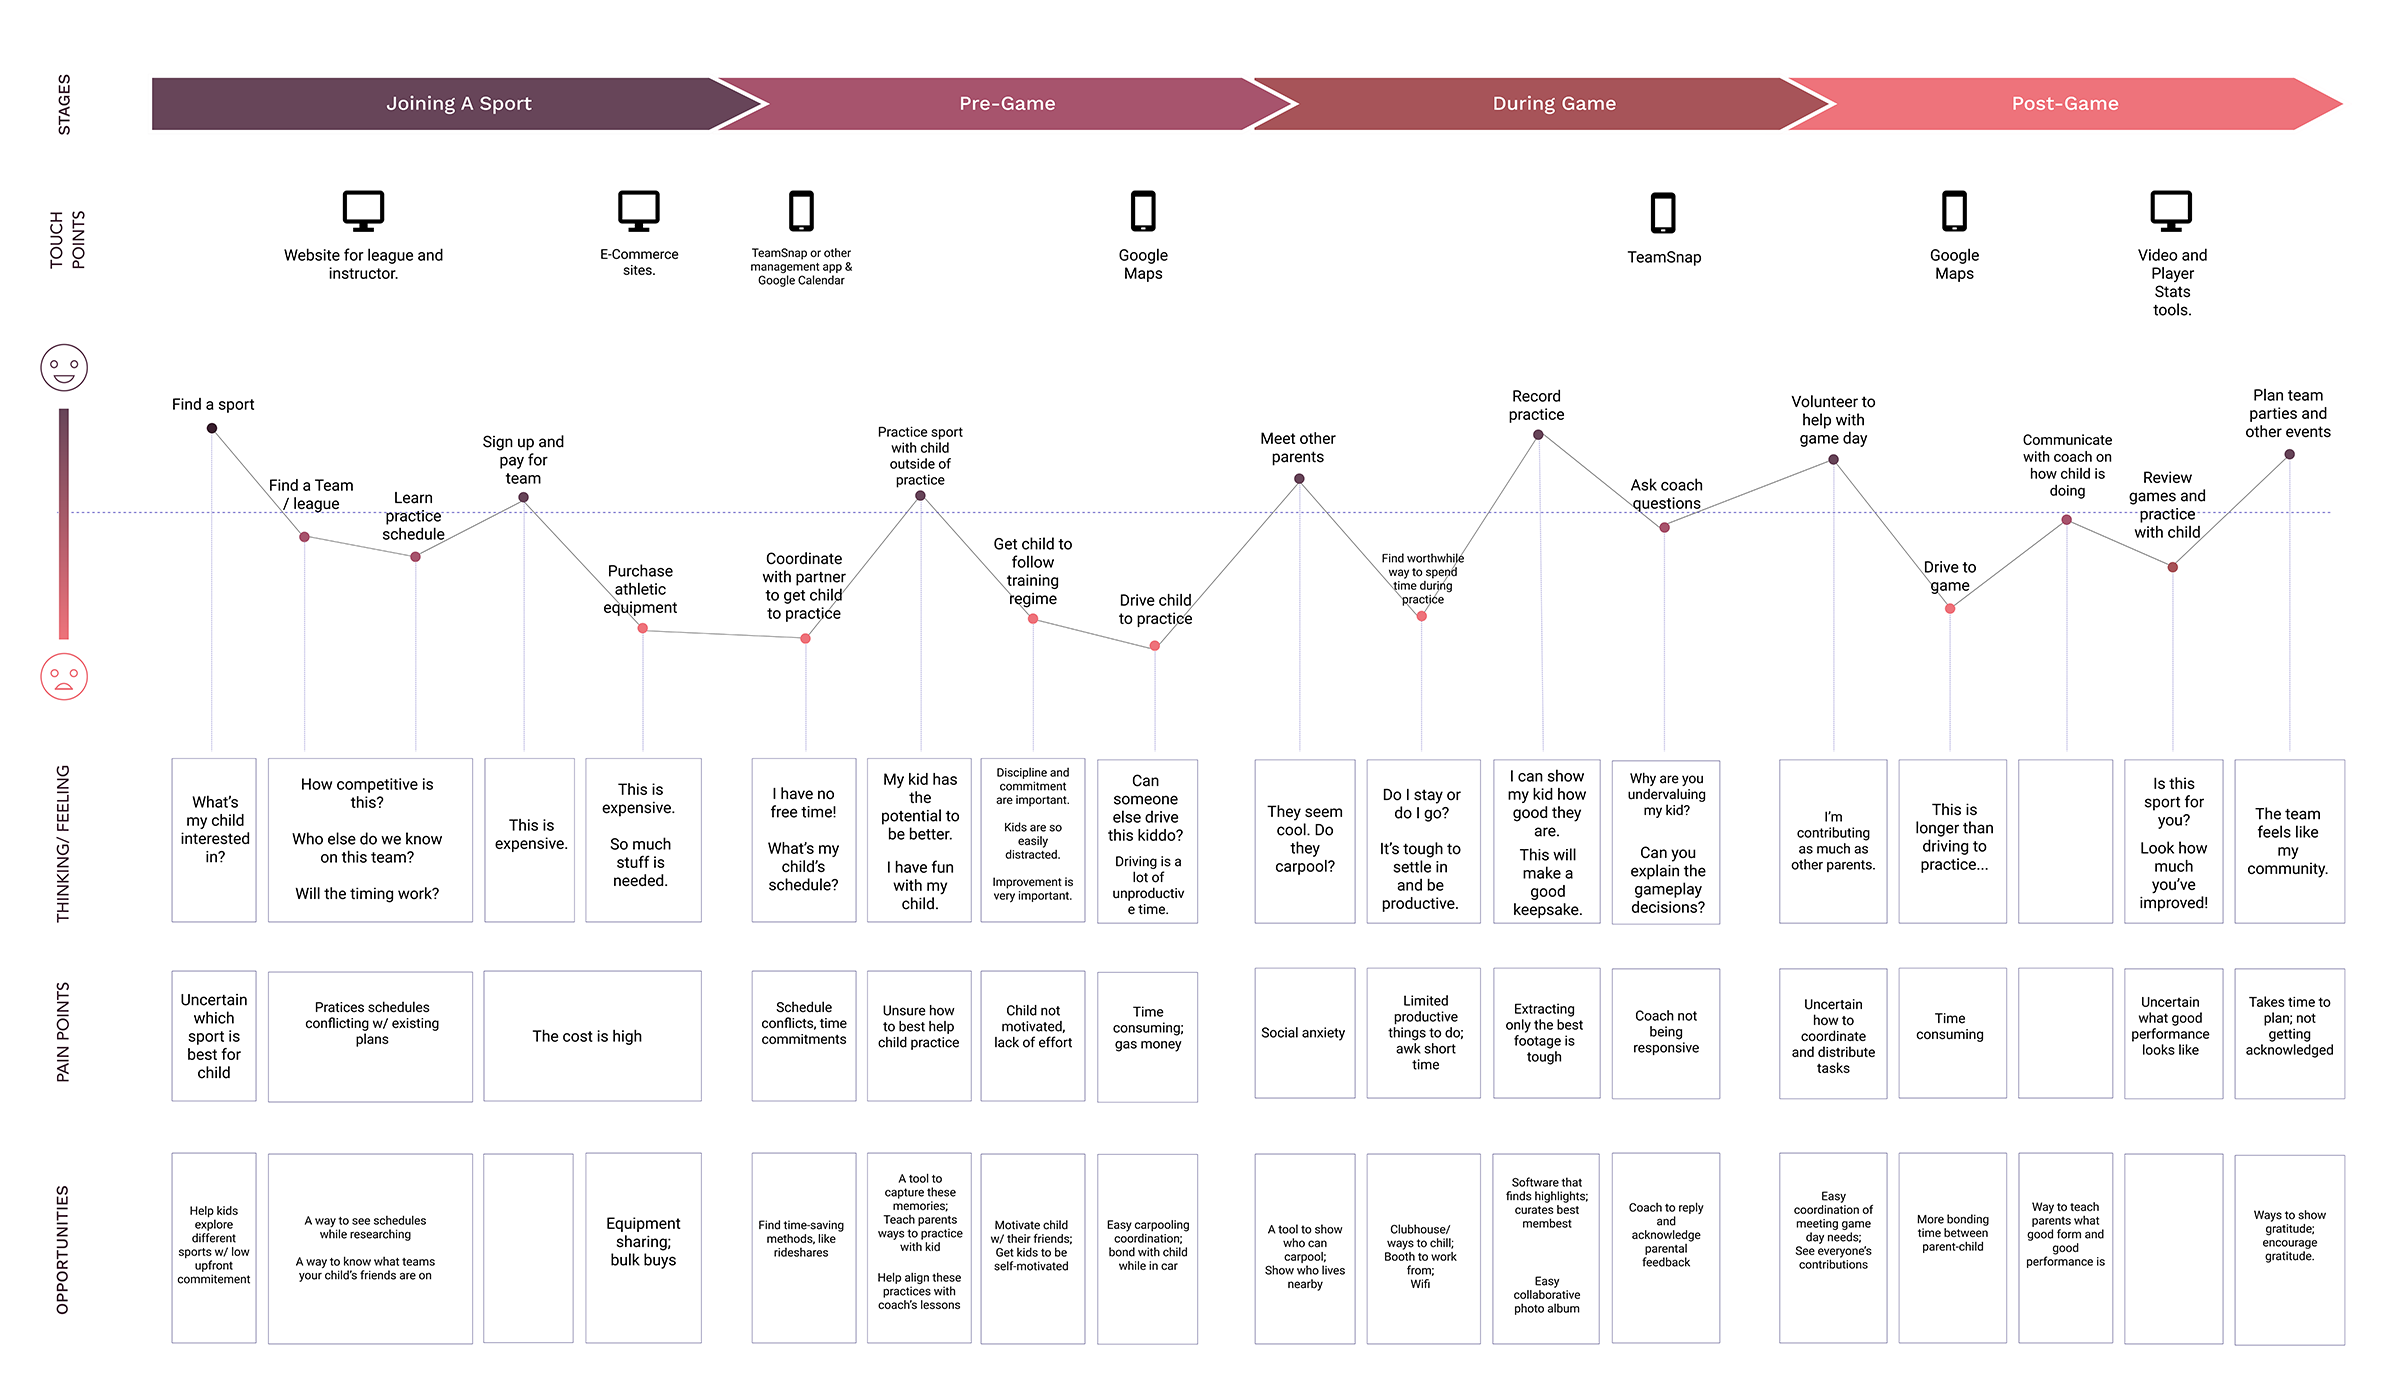 STAGES
Joining A Sport
Pre-Game
During Game
Post-Game
TOUCH
POINTS
Website for league and
instructor.
E-Commerce
sites.
TeamSnap or other
management app &
Google Calendar
Google
Maps
TeamSnap
Google
Maps
Video and
Player
Stats
tools.
Find a sport
Find a Team
/ league
Learn
practice
schedule
Sign up and
pay for
team
Purchase
athletic
equipment
Coordinate
with partner
to get child
to practice
Practice sport
with child
outside of
practice
Get child to
follow
training
regime
Drive child
to practice
Meet other
parents
Find worthwhile
way to spend
time during
practice
Record
practice
Ask coach
questions
Volunteer to
help with
game day
Drive to
game
Communicate
with coach on
how child is
doing
Review
games and
practice
with child
Plan team
parties and
other events
THINKING/ FEELING
What's
my child
interested
in?
How competitive is
this?
Who else do we know
on this team?
Will the timing work?
This is
expensive.
This is
expensive.
So much
stuff is
needed.
I have no
free time!
What's my
child's
schedule?
My kid has
the
potential to
be better.
I have fun
with my
child.
Discipline and
commitment
are important.
Kids are so
easily
distracted.
Improvement is
very important.
Can
someone
else drive
this kiddo?
Driving is a
lot of
unproductiv
e time.
They seem
cool. Do
they
carpool?
Do I stay or
do I go?
It's tough to
settle in
and be
productive.
I can show
my kid how
good they
are.
This will
make a
good
keepsake.
Why are you
undervaluing
my kid?
Can you
explain the
gameplay
decisions?
I'm
contributing
as much as
other parents.
This is
longer than
driving to
practice...
Is this
sport for
you?
Look how
much
you've
improved!
The team
feels like
my
community.
PAIN POINTS
Uncertain
which
sport is
best for
child
Pratices schedules
conflicting w/ existing
plans
The cost is high
Schedule
conflicts, time
commitments
Unsure how
to best help
child practice
Child not
motivated,
lack of effort
Time
consuming;
gas money
Social anxiety
Limited
productive
things to do;
awk short
time
Extracting
only the best
footage is
tough
Coach not
being
responsive
Uncertain
how to
coordinate
and distribute
tasks
Time
consuming
Uncertain
what good
performance
looks like
Takes time to
plan; not
getting
acknowledged
OPPORTUNITIES
Help kids
explore
different
sports w/ low
upfront
commitement
A way to see schedules
while researching
A way to know what teams
your child's friends are on
Equipment
sharing;
bulk buys
Find time-saving
methods, like
rideshares
A tool to
capture these
memories;
Teach parents
ways to practice
with kid
Help align these
practices with
coach's lessons
Motivate child
w/ their friends;
Get kids to be
self-motivated
Easy carpooling
coordination;
bond with child
while in car
A tool to show
who can
carpool;
Show who lives
nearby
Clubhouse/
ways to chill;
Booth to work
from;
Wifi
Software that
finds highlights;
curates best
membest
Easy
collaborative
photo album
Coach to reply
and
acknowledge
parental
feedback
Easy
coordination of
meeting game
day needs;
See everyone's
contributions
More bonding
time between
parent-child
Way to teach
parents what
good form and
good
performance is
Ways to show
gratitude;
encourage
gratitude.